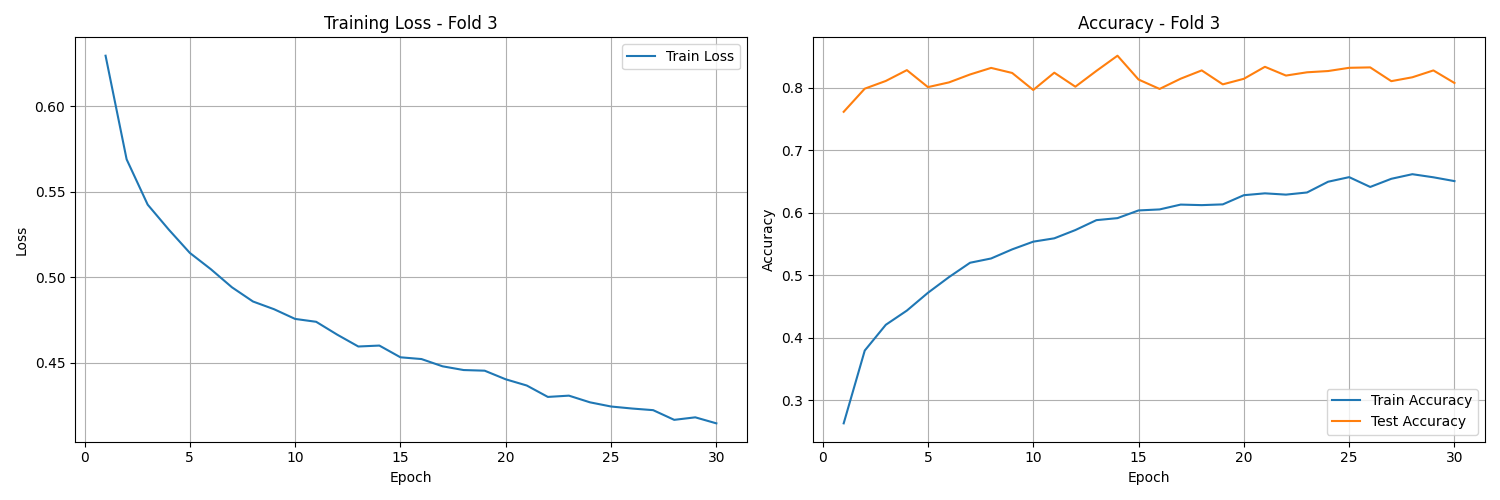 Training Loss - Fold 3
Train Loss
0.60
0.55
0.50
0.45
Loss
0 5 10 15 20 25 30
Epoch
Accuracy - Fold 3
0.8
0.7
0.6
0.5
0.4
0.3
Accuracy
Train Accuracy
Test Accuracy
0 5 10 15 20 25 30
Epoch